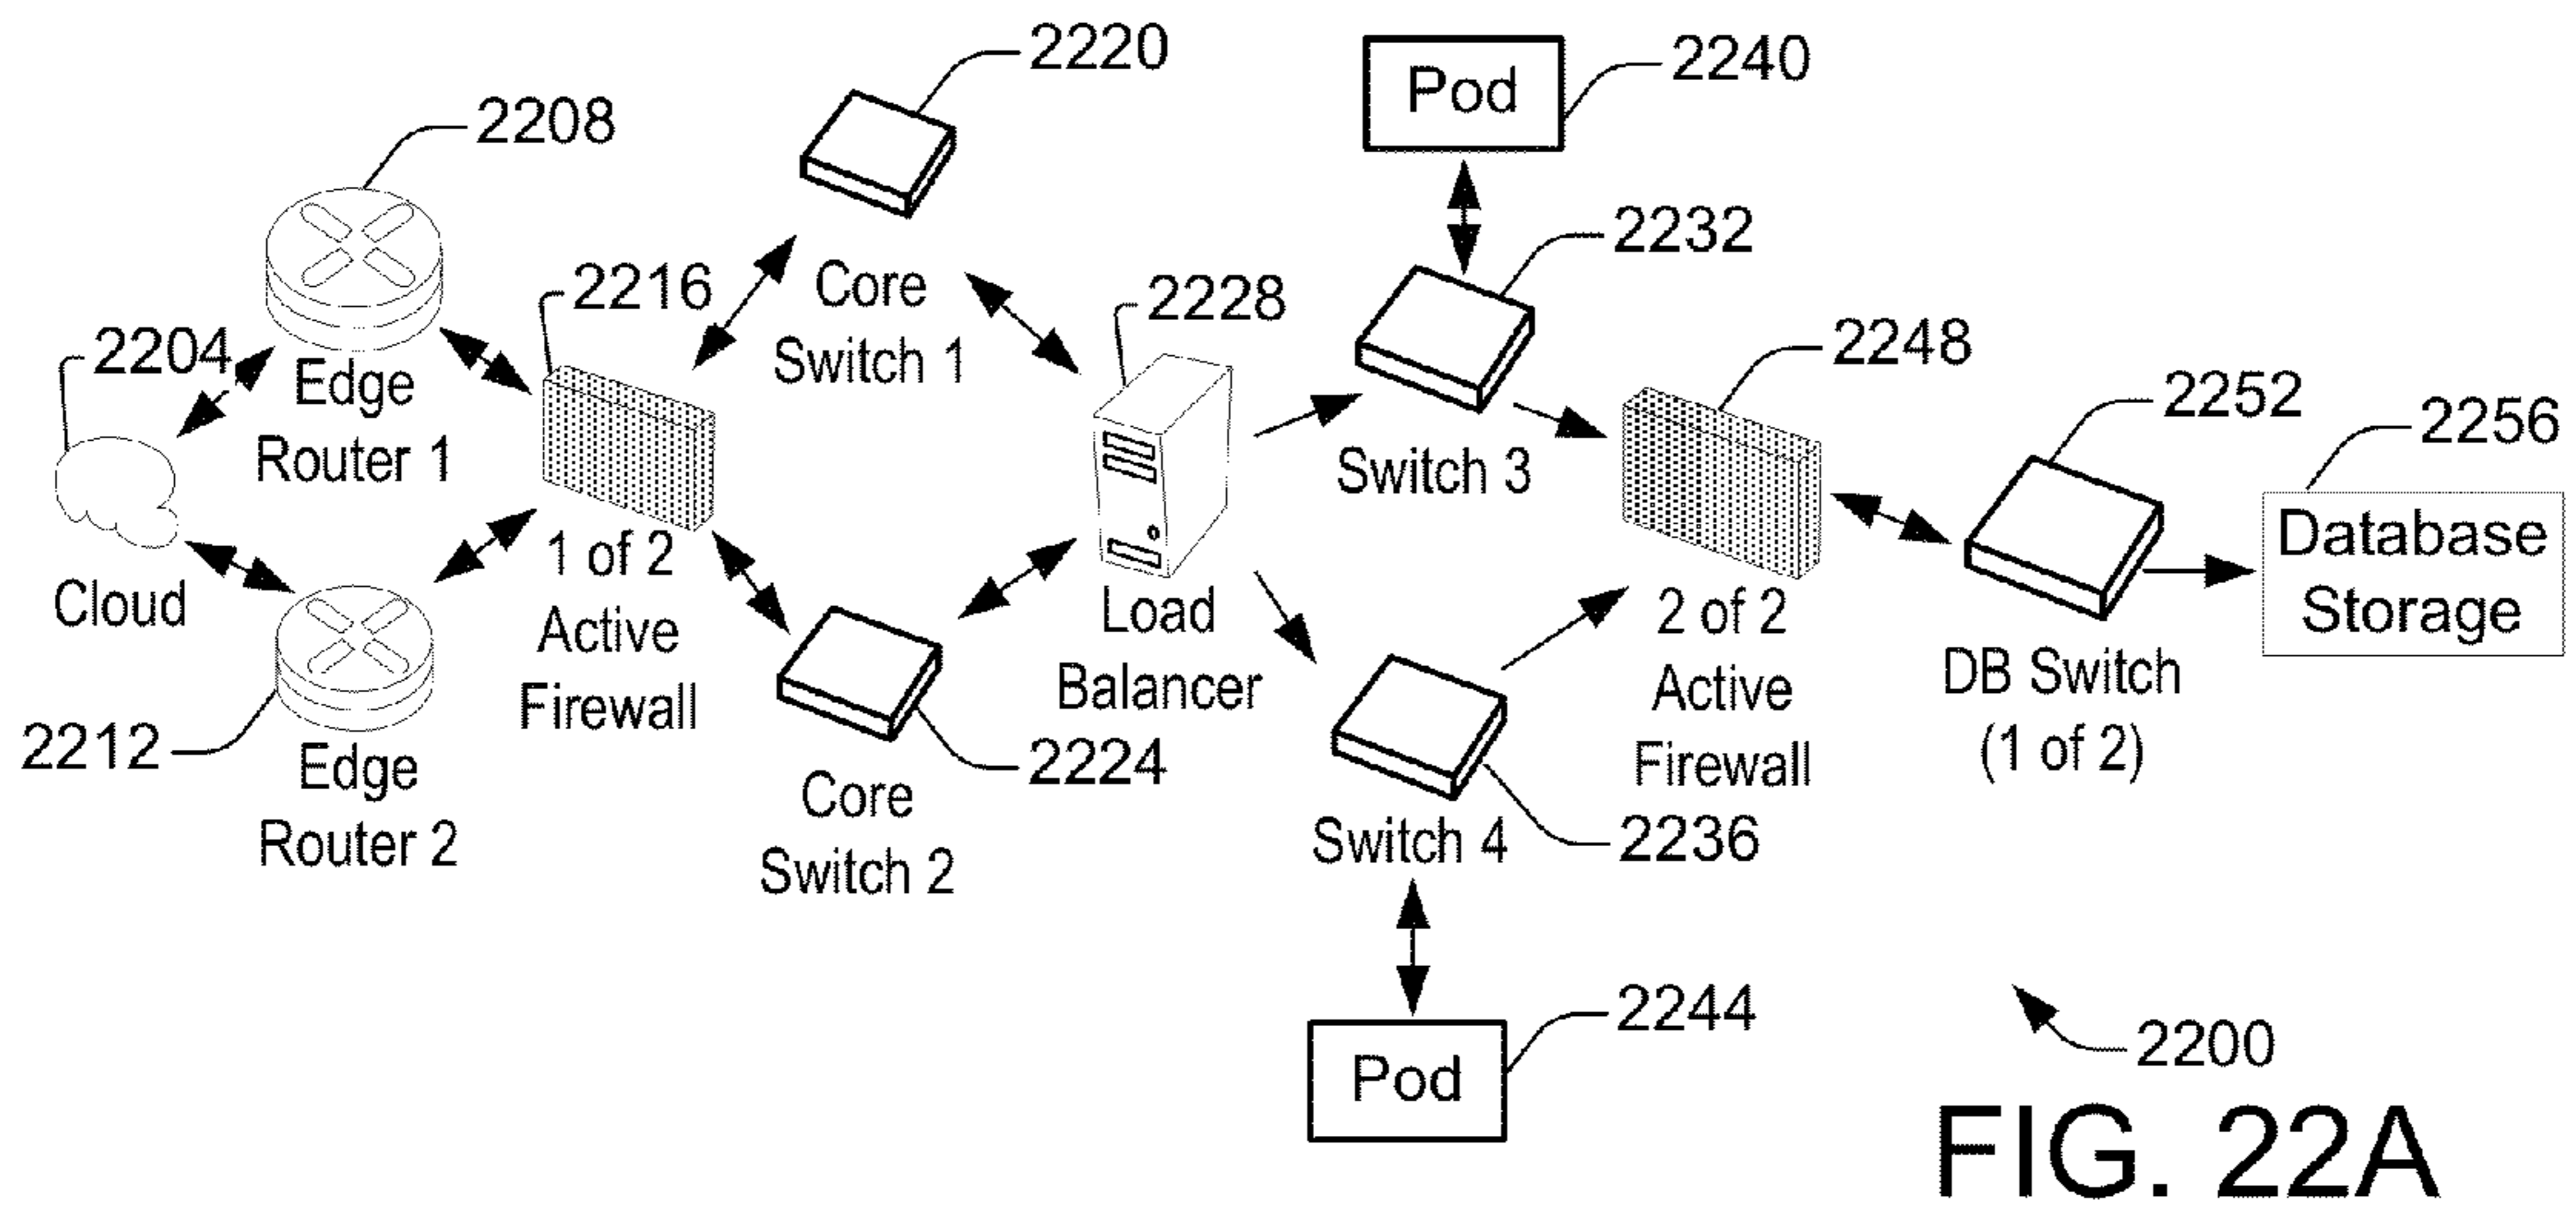 2220
2240
Pod
2208
2232
2216
Core
Switch 1
2228
2248
2204
Edge
Router 1
2252
2256
Switch 3
Database
Storage
1 of 2
Active
Firewall
Cloud
Load
Balancer
2 of 2
Active
Firewall
DB Switch
(1 of 2)
2212
Edge
Router 2
2224
Core
Switch 2
Switch 4
2236
2244
Pod
2200
FIG. 22A